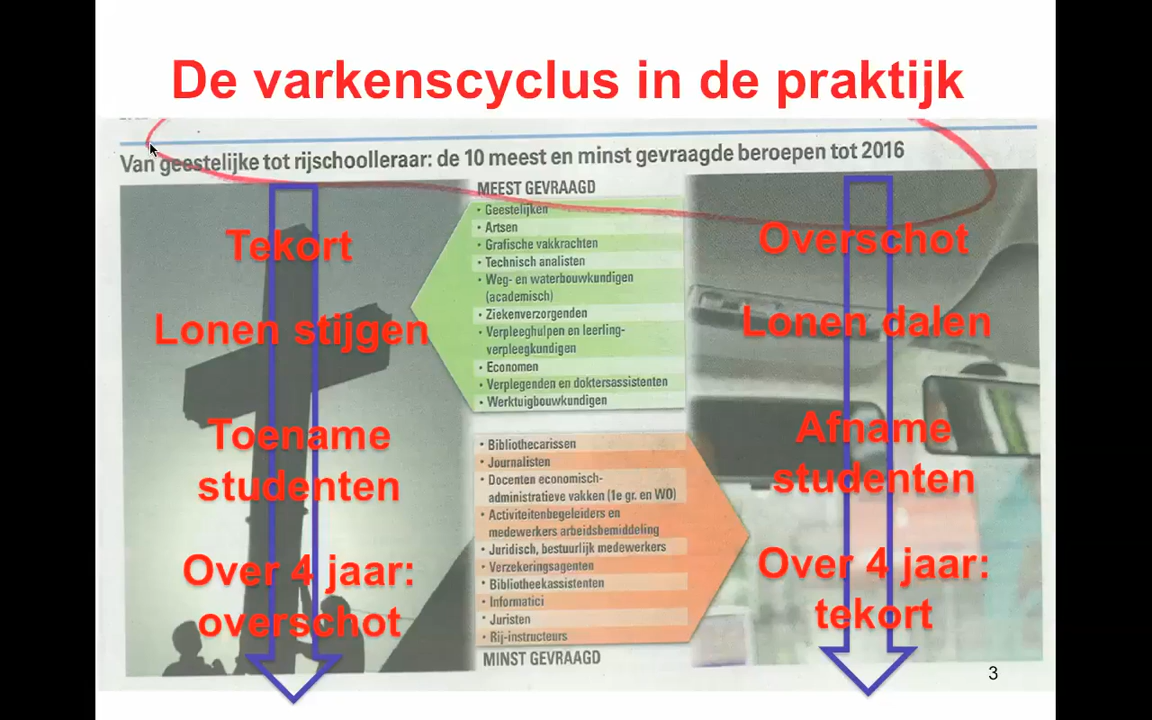 De varkenscyclus in de praktijk
Van geestelijke tot rijschoolleraar: de 10 meest en minst gevraagde beroepen tot 2016
MEEST GEVRAAGD
• Geestelijken
• Artsen
• Grafische vakkrachten
• Technisch analisten
• Weg- en waterbouwkundigen
(academisch)
• Ziekenverzorgenden
• Verpleeghulpen en leerling-
verpleegkundigen
• Economen
• Verplegenden en doktersassistenten
• Werktuigbouwkundigen
• Bibliothecarissen
• Journalisten
• Docenten economisch-
administratieve vakken (1e gr. en WO)
• Activiteitenbegeleiders en
medewerkers arbeidsbemiddeling
• Juridisch, bestuurlijk medewerkers
• Verzekeringsagenten
• Bibliotheekassistenten
• Informatici
• Juristen
• Rij-instructeurs
MINST GEVRAAGD
Tekort
Lonen stijgen
Toename
studenten
Over 4 jaar:
overschot
Overschot
Lonen dalen
Afname
studenten
Over 4 jaar:
tekort
3